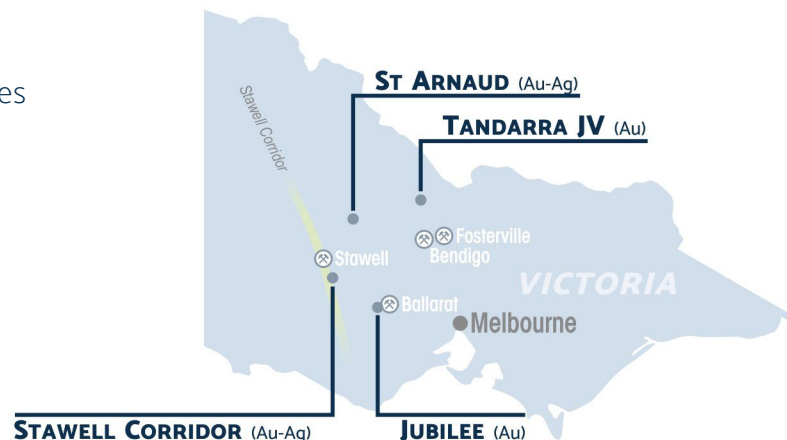 ST ARNAUD (Au-Ag)
es
Stawell Corridor
TANDARRA JV (Au)
Fosterville
Bendigo
Stawell
VICTORIA
Ballarat
Melbourne
STAWELL CORRIDOR (Au-Ag)
JUBILEE (Au)